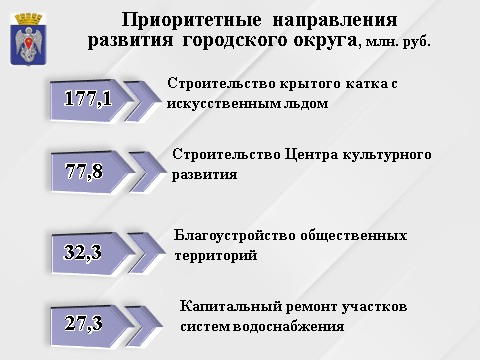 Приоритетные направления
развития городского округа, млн. руб.
177,1
Строительство крытого катка с
искусственным льдом
77,8
Строительство Центра культурного
развития
32,3
Благоустройство общественных
территорий
27,3
Капитальный ремонт участков
систем водоснабжения